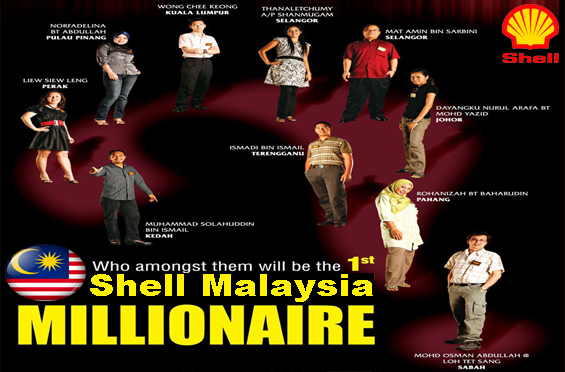 WONG CHEE KEONG
KUALA LUMPUR
THANALETCHUMY
A/P SHANMUGAM
SELANGOR
NORFADELINA
BT ABDULLAH
PULAU PINANG
MAT AMIN BIN SARBINI
SELANGOR
Shell
LIEW SIEW LENG
PERAK
DAYANGKU NURUL ARAFA BT
MOHD YAZID
JOHOR
ISMADI BIN ISMAIL
TERENGGANU
ROHANIZAH BT BAHARUDIN
PAHANG
MUHAMMAD SOLAHUDDIN
BIN ISMAIL
KEDAH
Who amongst them will be the 1st
Shell Malaysia
MILLIONAIRE
MOHD OSMAN ABDULLAH @
LOH TET SANG
SABAH